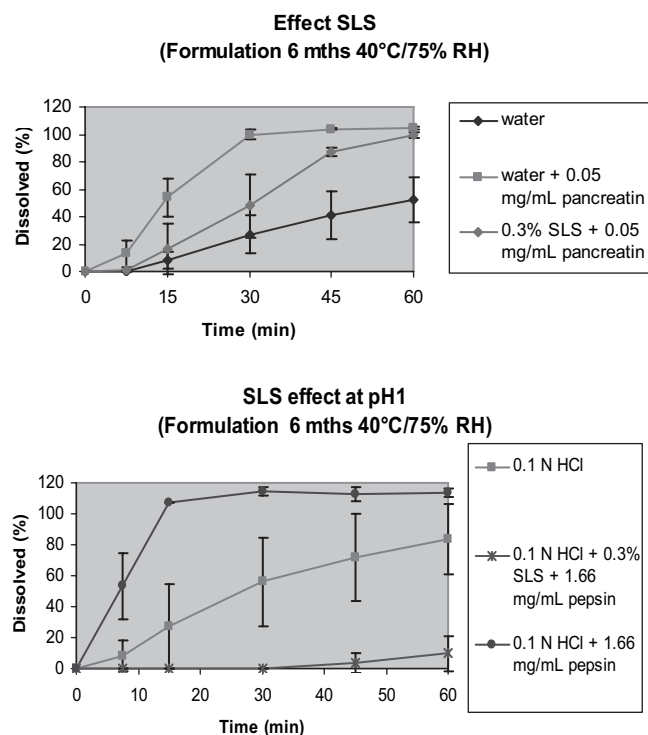 Effect SLS
(Formulation 6 mths 40°C/75% RH)
Dissolved (%)
120
100
80
60
40
20
0
0 15 30 45 60
Time (min)
water
water + 0.05
mg/mL pancreatin
0.3% SLS + 0.05
mg/mL pancreatin
SLS effect at pH1
(Formulation 6 mths 40°C/75% RH)
Dissolved (%)
120
100
80
60
40
20
0
0 10 20 30 40 50 60
Time (min)
0.1 N HCl
0.1 N HCl + 0.3%
SLS + 1.66
mg/mL pepsin
0.1 N HCl + 1.66
mg/mL pepsin